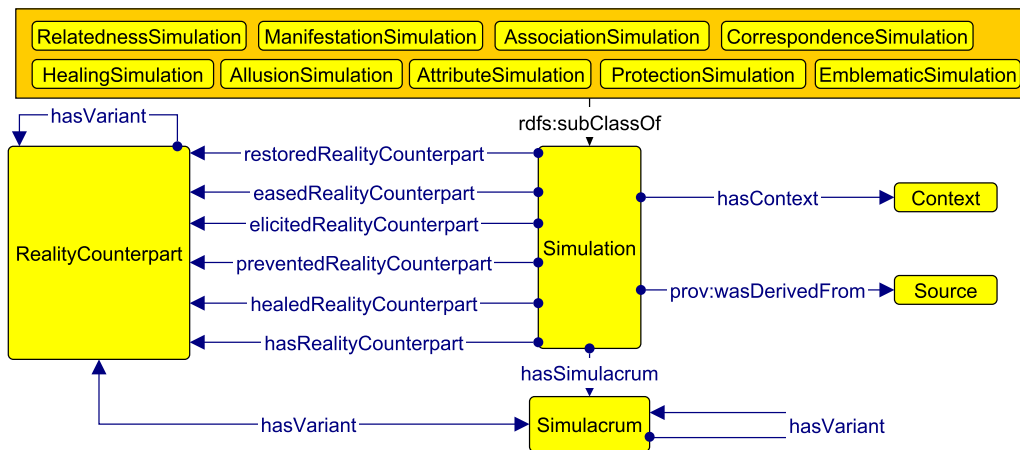 RelatednessSimulation ManifestationSimulation AssociationSimulation CorrespondenceSimulation
HealingSimulation AllusionSimulation AttributeSimulation ProtectionSimulation EmblematicSimulation
hasVariant
rdfs:subClassOf
restoredRealityCounterpart
easedRealityCounterpart
hasContext
Context
elicitedRealityCounterpart
RealityCounterpart
Simulation
preventedRealityCounterpart
prov:wasDerivedFrom
Source
healedRealityCounterpart
hasRealityCounterpart
hasSimulacrum
hasVariant
Simulacrum
hasVariant